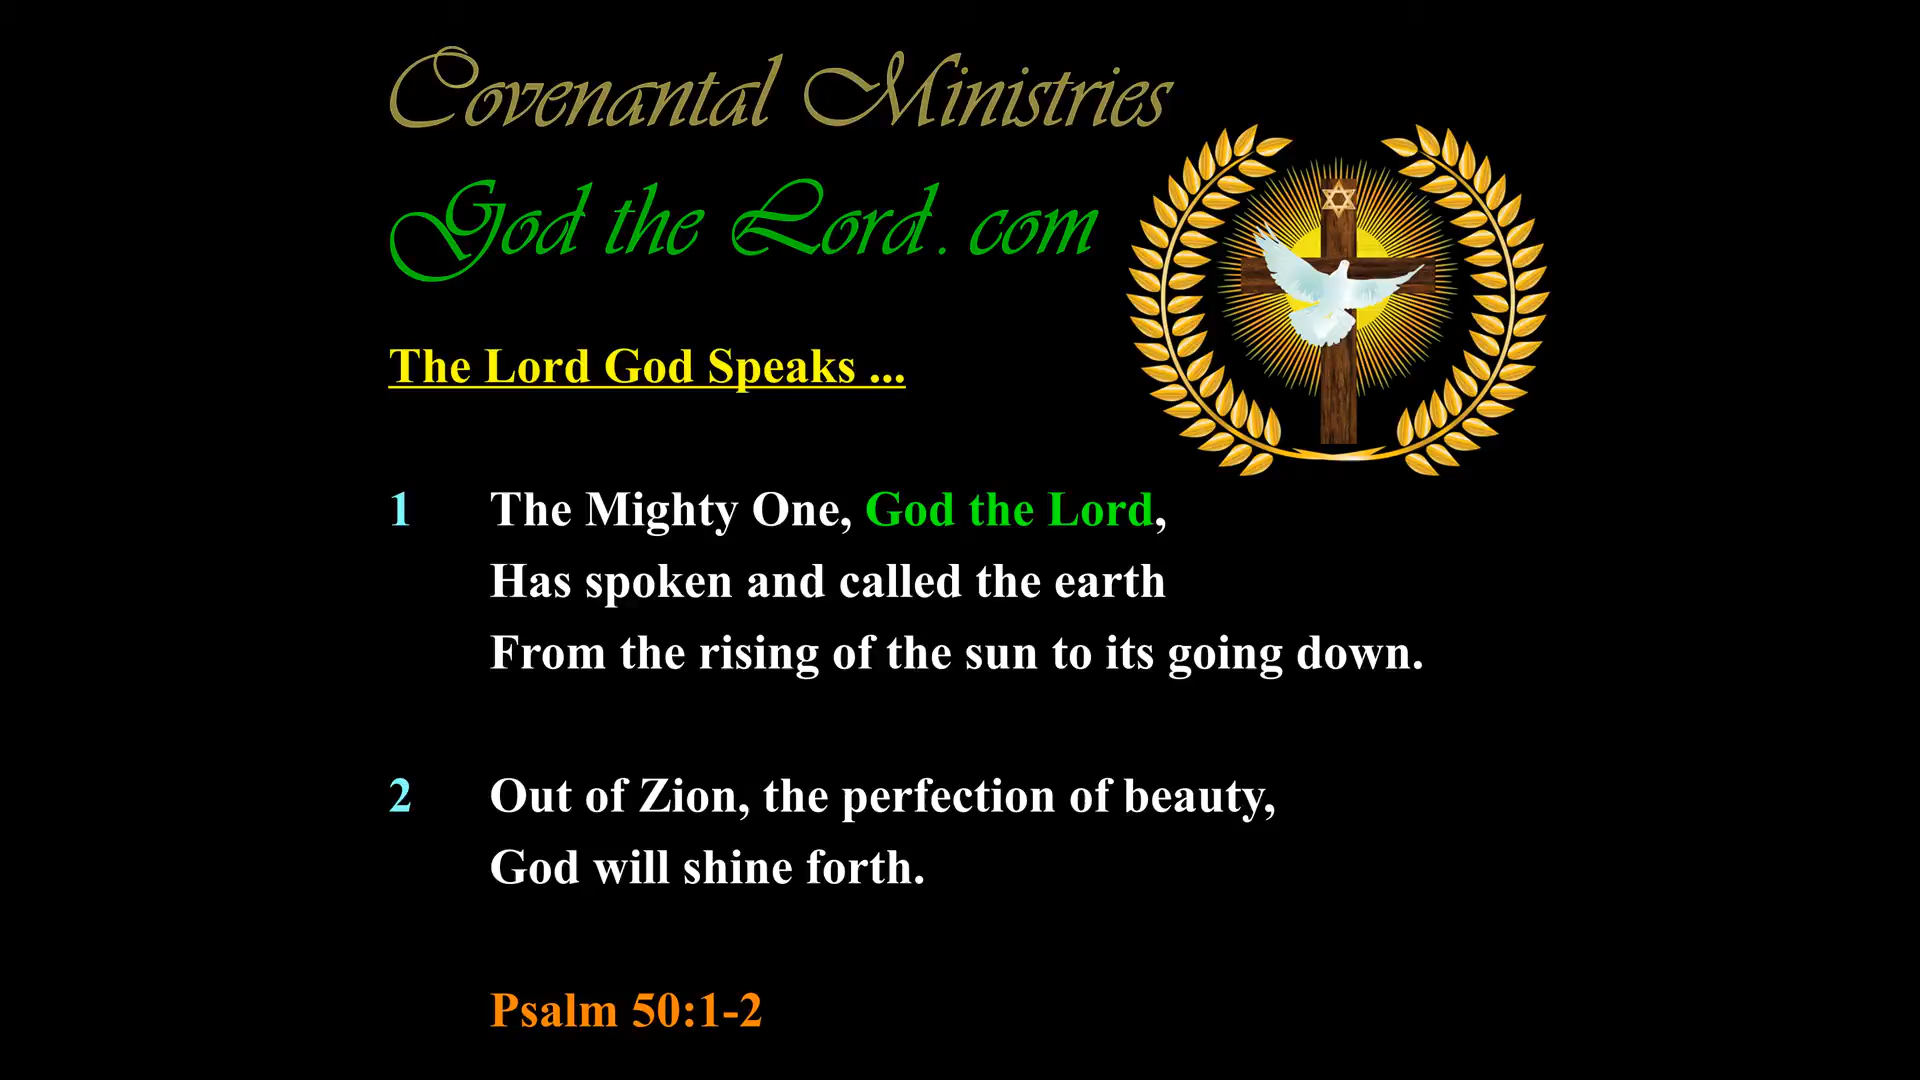 Covenantal Ministries
God the Lord.com
The Lord God Speaks ...
1 The Mighty One, God the Lord,
Has spoken and called the earth
From the rising of the sun to its going down.
2 Out of Zion, the perfection of beauty,
God will shine forth.
Psalm 50:1-2